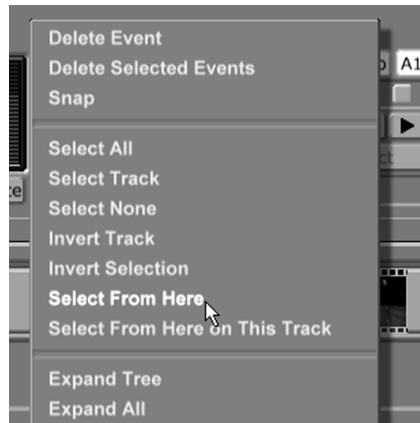 Delete Event
Delete Selected Events
Snap
A1
Select All
Select Track
Select None
Invert Track
Invert Selection
Select From Here
Select From Here on This Track
Expand Tree
Expand All